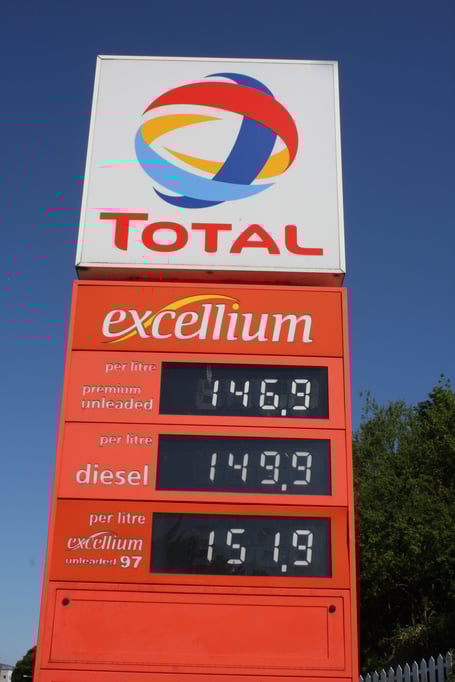 TOTAL
excellium
per litre
premium
unleaded
146.9
per litre
diesel
149.9
per litre
excellium
unleaded 97
151.9